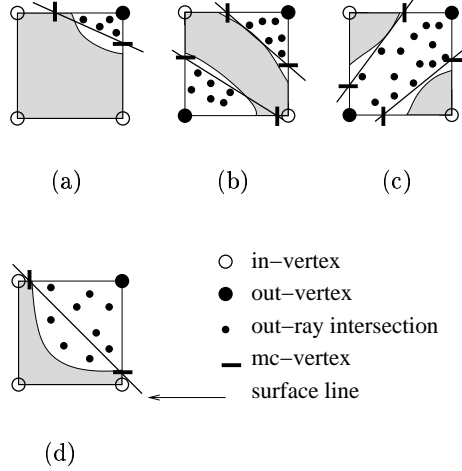 (a)
(b)
(c)
in−vertex
out−vertex
out−ray intersection
mc−vertex
surface line
(d)